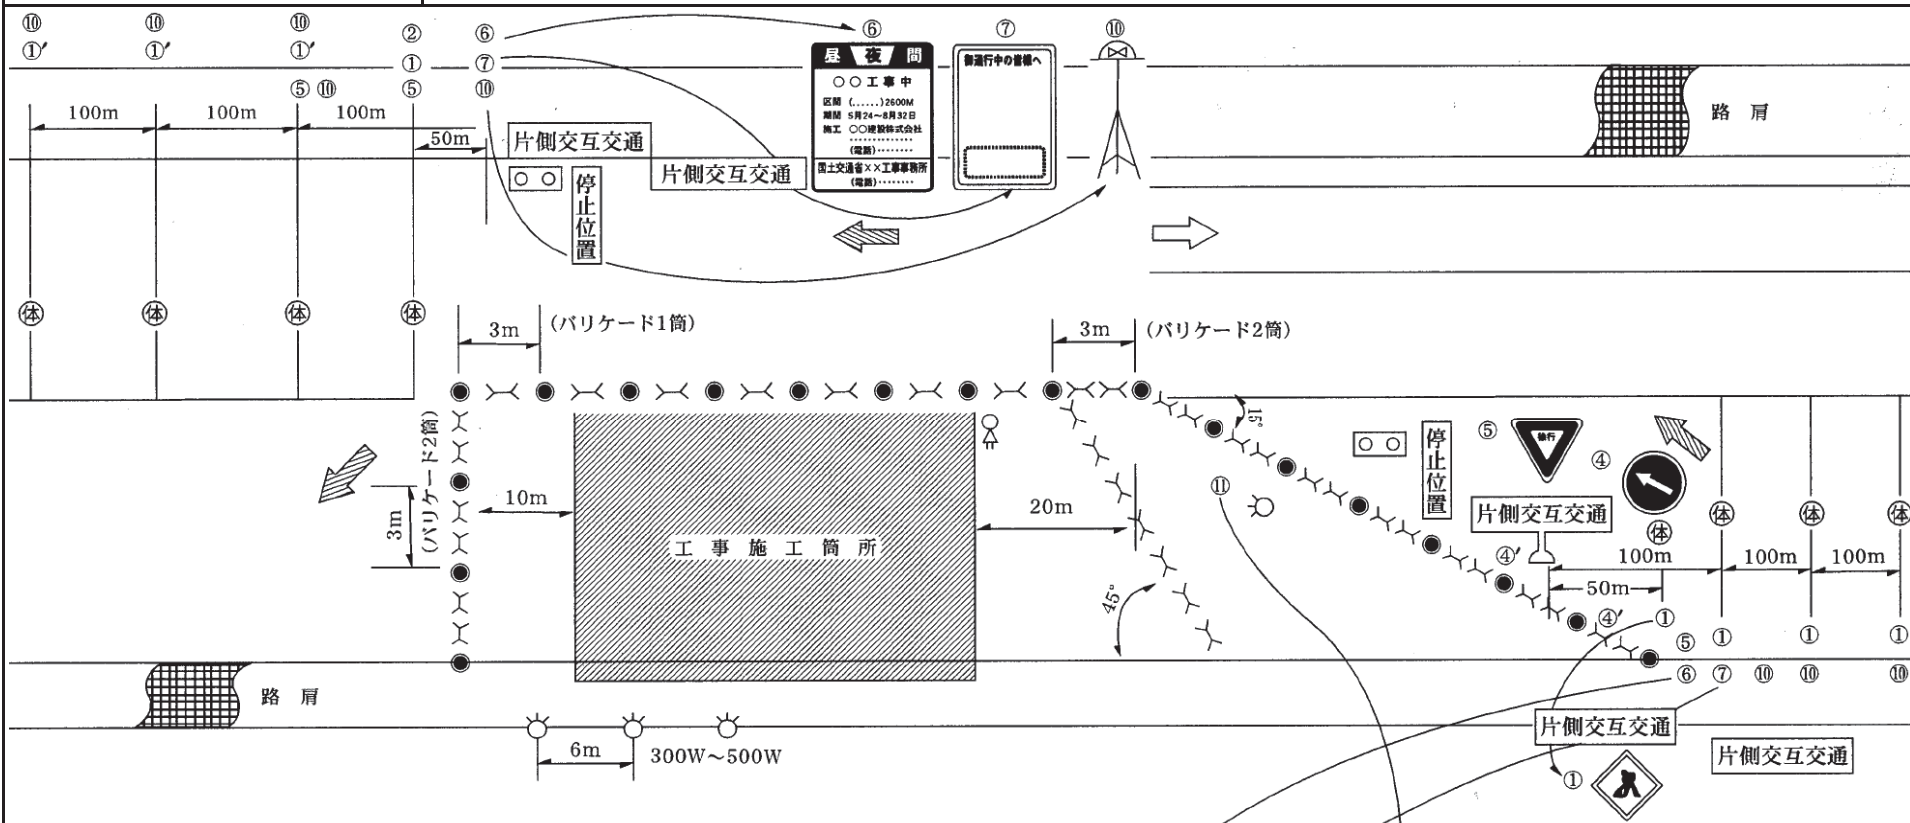 ⑩ ⑩ ⑩ ② ⑥ ⑥ ⑦ ⑩
①′ ①′ ①′ ① ⑦
⑤ ⑩ ⑤ ⑩
100m 100m 100m
50m
片側交互交通
片側交互交通
停止位置
昼 夜 間
○○工事中
区間 (......)2600M
期間 5月24〜8月32日
施工 ○○建設株式会社
(電話)........
国土交通省××工事事務所
(電話)........
御通行中の皆様へ
路肩
体 体 体 体
3m (バリケード1箇)
3m (バリケード2箇)
(バリケード2箇)
3m
10m
工事施工箇所
20m
15°
45°
⑪
停止位置
⑤ 徐行
④
片側交互交通
体 体 体 体
④′
100m 100m 100m
50m
④′ ①
⑤ ① ① ①
⑥ ⑦ ⑩ ⑩ ⑩
路肩
6m 300W〜500W
片側交互交通
片側交互交通
①